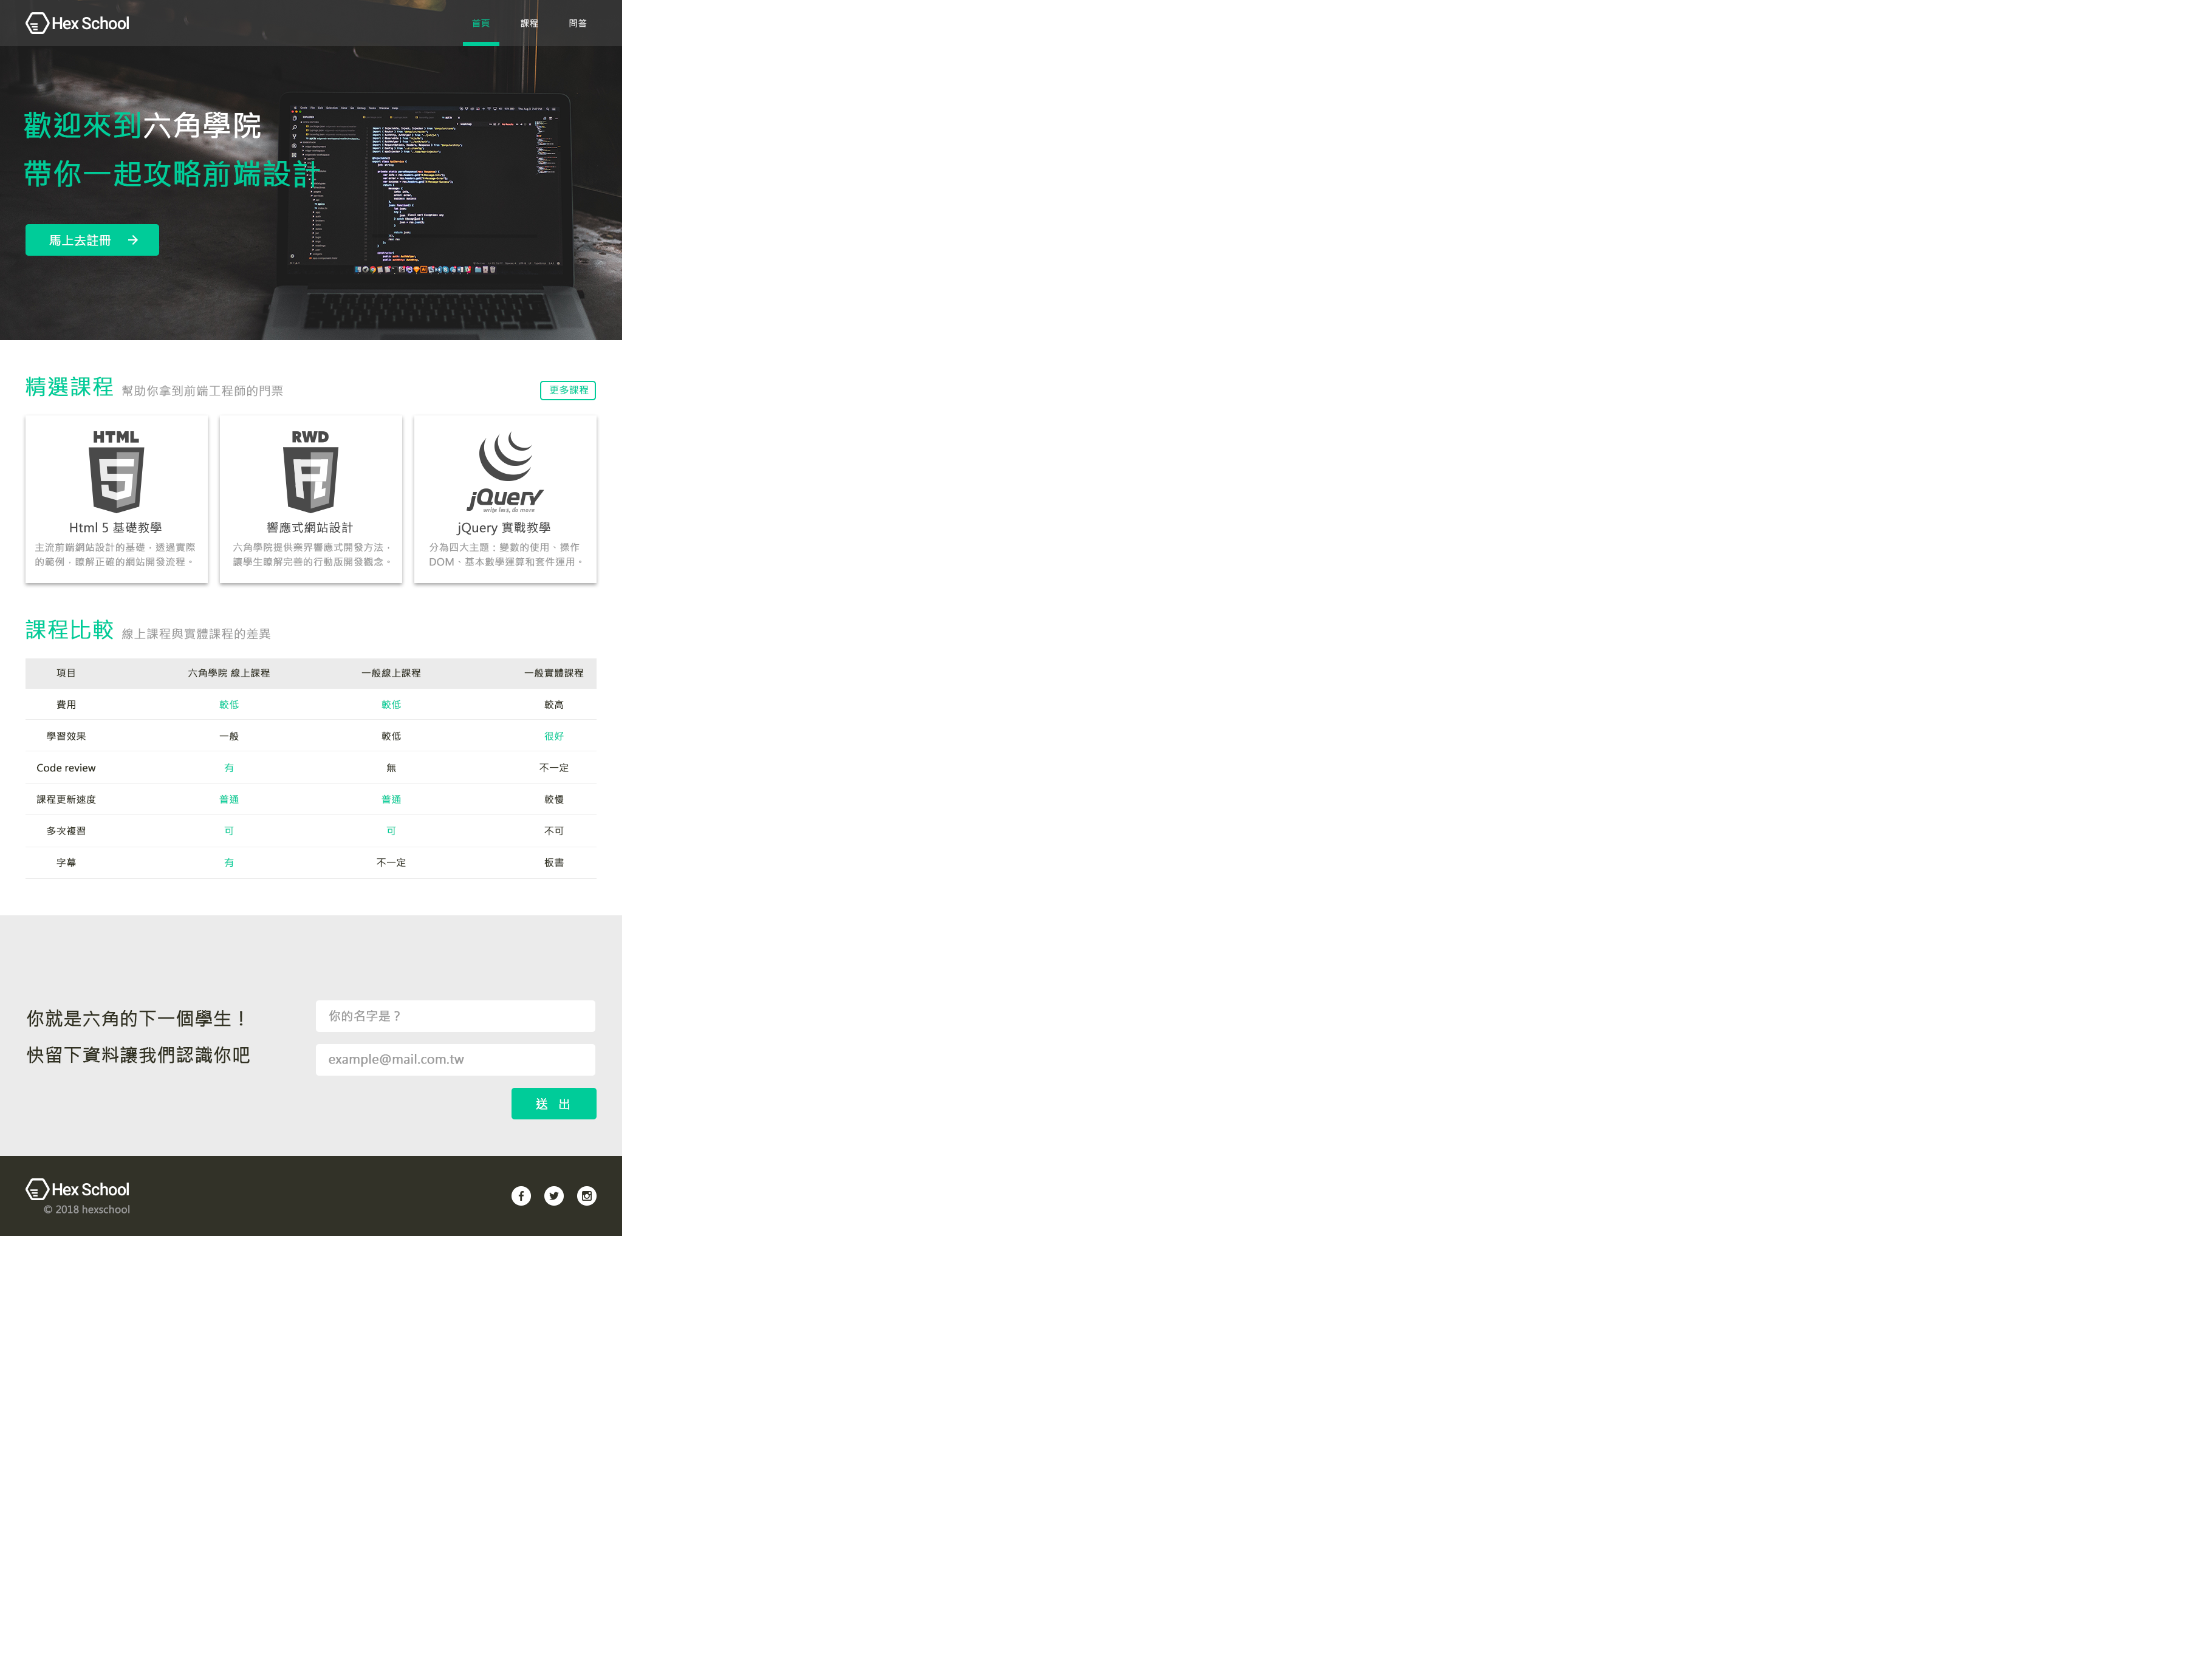 Hex School
首頁
課程
問答
歡迎來到六角學院
帶你一起攻略前端設計
馬上去註冊
精選課程 幫助你拿到前端工程師的門票
更多課程
HTML
Html 5 基礎教學
主流前端網站設計的基礎，透過實際
的範例，瞭解正確的網站開發流程。
RWD
響應式網站設計
六角學院提供業界響應式開發方法，
讓學生瞭解完善的行動版開發觀念。
jQuery
write less, do more
jQuery 實戰教學
分為四大主題：變數的使用、操作
DOM、基本數學運算和套件運用。
課程比較 線上課程與實體課程的差異
項目 六角學院 線上課程 一般線上課程 一般實體課程
費用 較低 較低 較高
學習效果 一般 較低 很好
Code review 有 無 不一定
課程更新速度 普通 普通 較慢
多次複習 可 可 不可
字幕 有 不一定 板書
你就是六角的下一個學生！
快留下資料讓我們認識你吧
你的名字是？
example@mail.com.tw
送 出
Hex School
© 2018 hexschool